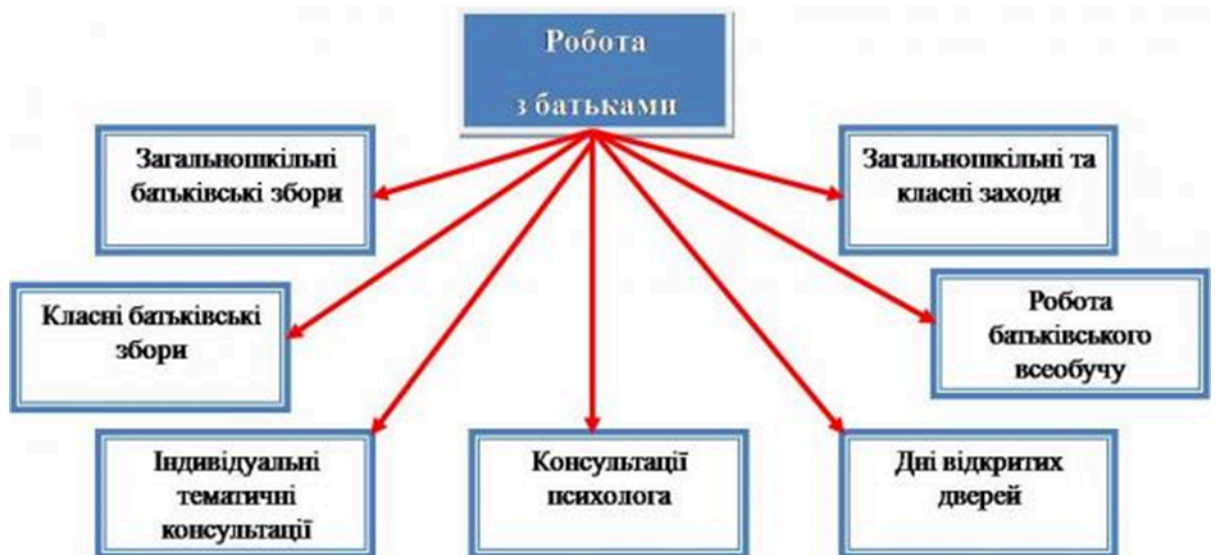 Робота
з батьками
Загальношкільні
батьківські збори
Загальношкільні та
класні заходи
Класні батьківські
збори
Робота
батьківського
всеобучу
Індивідуальні
тематичні
консультації
Консультації
психолога
Дні відкритих
дверей